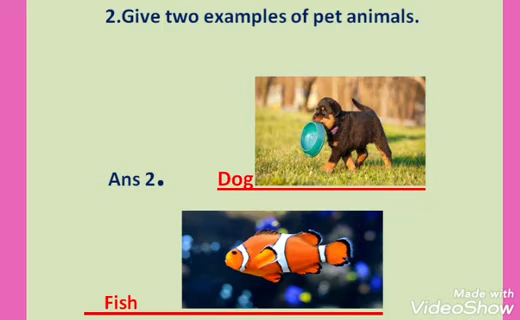 2.Give two examples of pet animals.
Ans 2. Dog
Fish
Made with
VideoShow